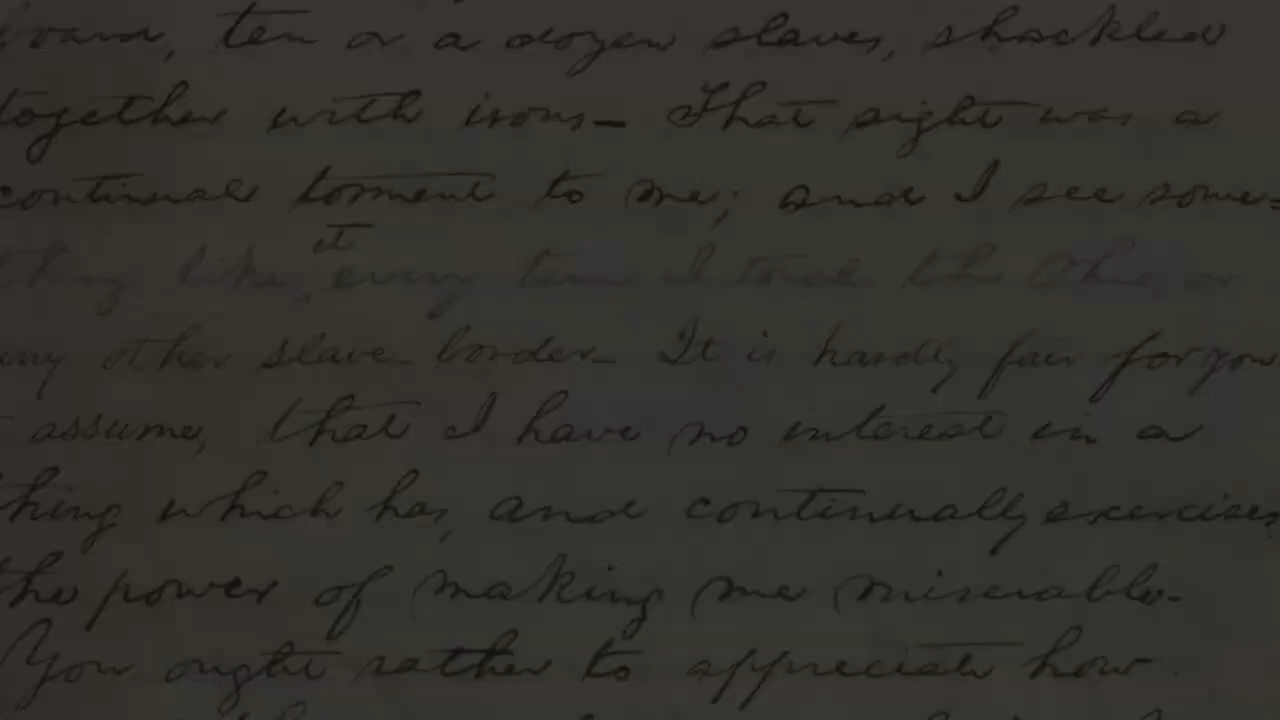 board, ten or a dozen slaves, shackled
together with irons— That sight was a
continual torment to me; and I see some=
it
thing like, every time I touch the Ohio, or
any other slave-border— It is hardly fair for you
assume, that I have no interest in a
thing which has, and continually exercises
the power of making me miserable.
You ought rather to appreciate how